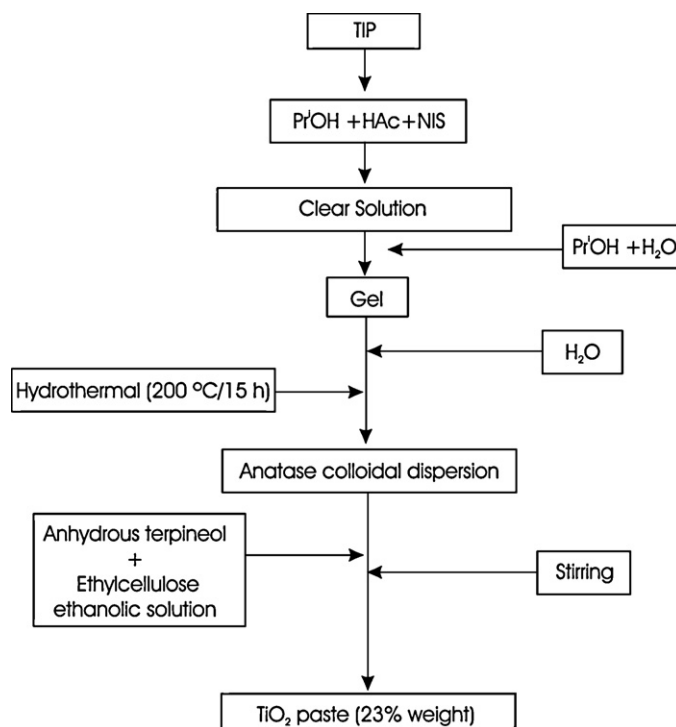 TIP
PrⁱOH +HAc+NIS
Clear Solution
PrⁱOH +H₂O
Gel
H₂O
Hydrothermal (200 °C/15 h)
Anatase colloidal dispersion
Anhydrous terpineol
+
Ethylcellulose
ethanolic solution
Stirring
TiO₂ paste (23% weight)